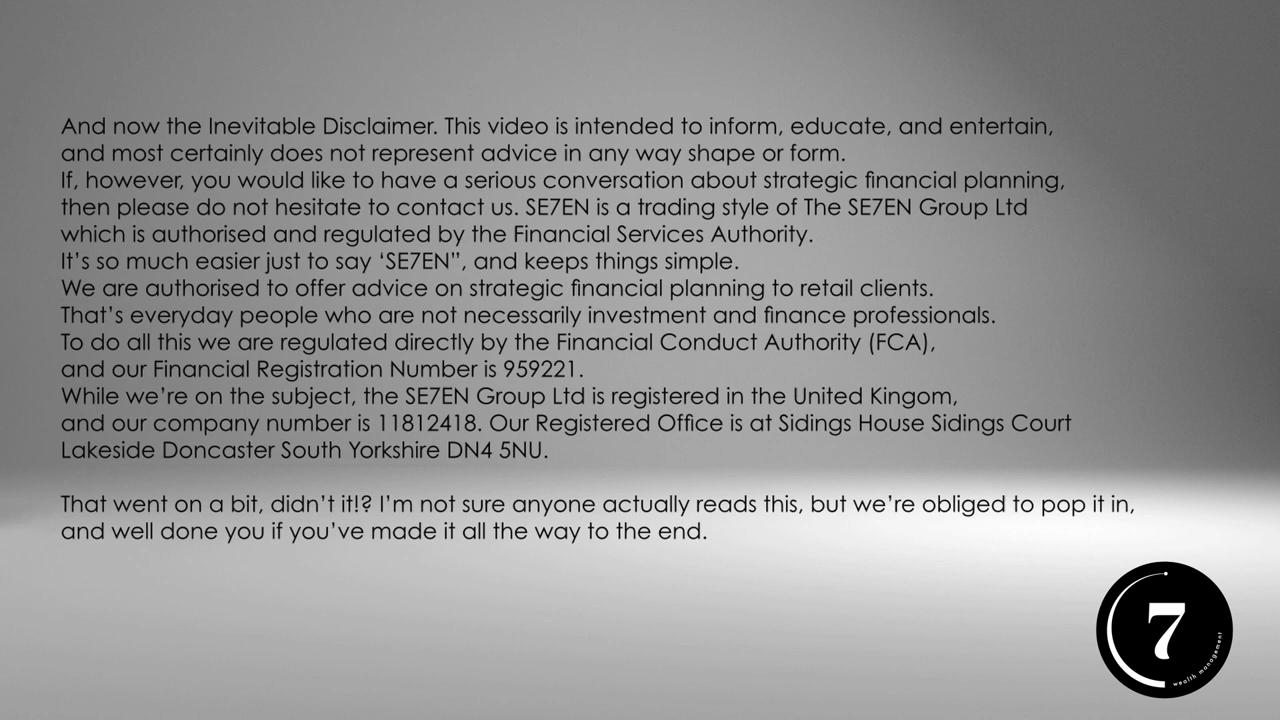 And now the Inevitable Disclaimer. This video is intended to inform, educate, and entertain,
and most certainly does not represent advice in any way shape or form.
If, however, you would like to have a serious conversation about strategic financial planning,
then please do not hesitate to contact us. SE7EN is a trading style of The SE7EN Group Ltd
which is authorised and regulated by the Financial Services Authority.
It’s so much easier just to say ‘SE7EN”, and keeps things simple.
We are authorised to offer advice on strategic financial planning to retail clients.
That’s everyday people who are not necessarily investment and finance professionals.
To do all this we are regulated directly by the Financial Conduct Authority (FCA),
and our Financial Registration Number is 959221.
While we’re on the subject, the SE7EN Group Ltd is registered in the United Kingom,
and our company number is 11812418. Our Registered Office is at Sidings House Sidings Court
Lakeside Doncaster South Yorkshire DN4 5NU.
That went on a bit, didn’t it!? I’m not sure anyone actually reads this, but we’re obliged to pop it in,
and well done you if you’ve made it all the way to the end.
7
wealth management